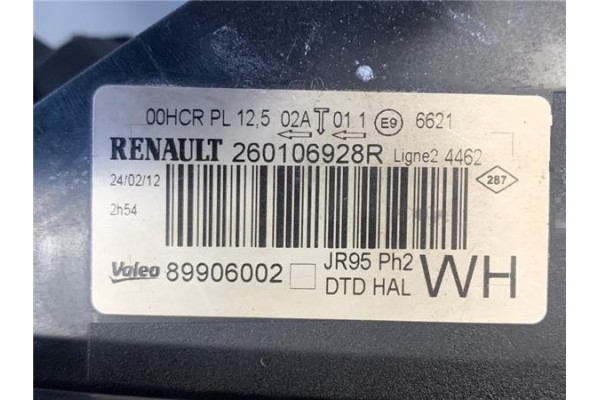 00HCR PL 12,5 02A 01 1 E9 6621
RENAULT 260106928R Ligne2 4462
24/02/12
2h54
287
Valeo 89906002
JR95 Ph2
DTD HAL
WH